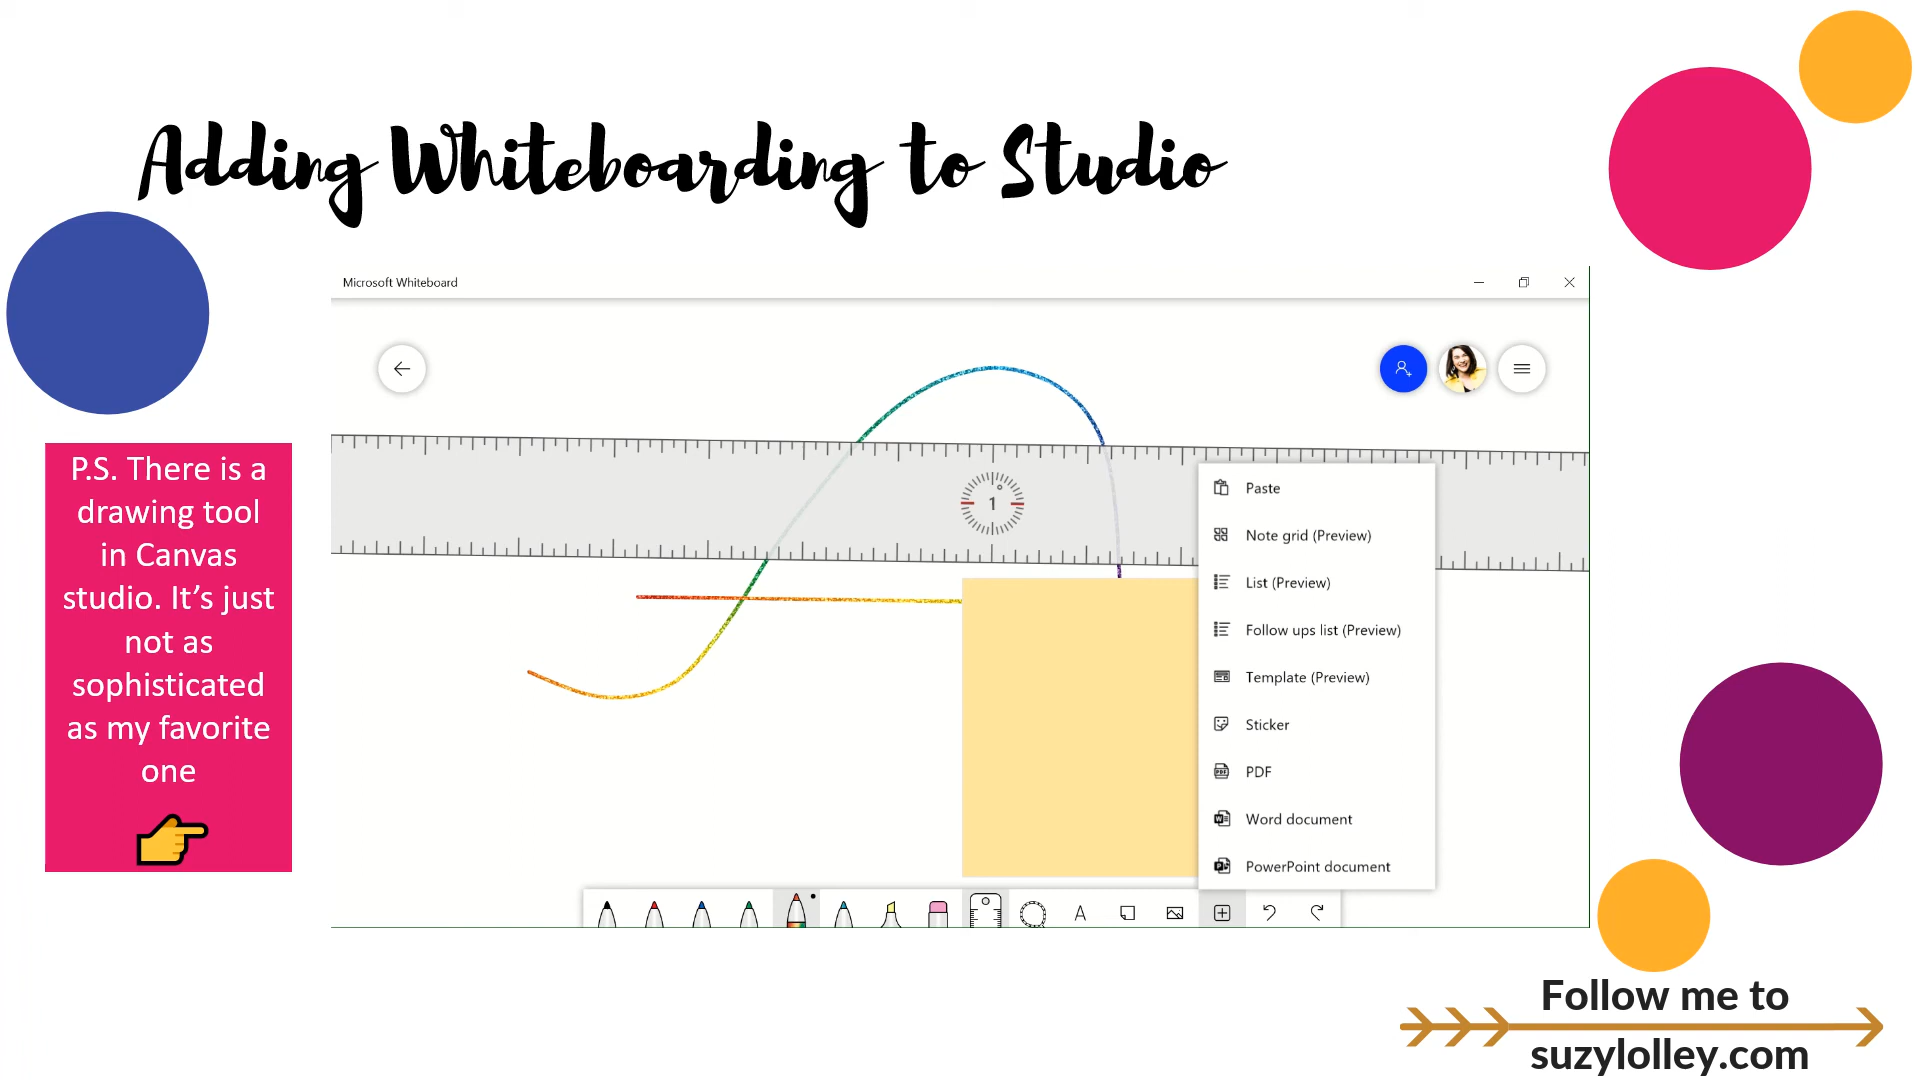 Adding Whiteboarding to Studio
Microsoft Whiteboard
P.S. There is a
drawing tool
in Canvas
studio. It’s just
not as
sophisticated
as my favorite
one
1°
Paste
Note grid (Preview)
List (Preview)
Follow ups list (Preview)
Template (Preview)
Sticker
PDF
Word document
PowerPoint document
A
Follow me to
suzylolley.com